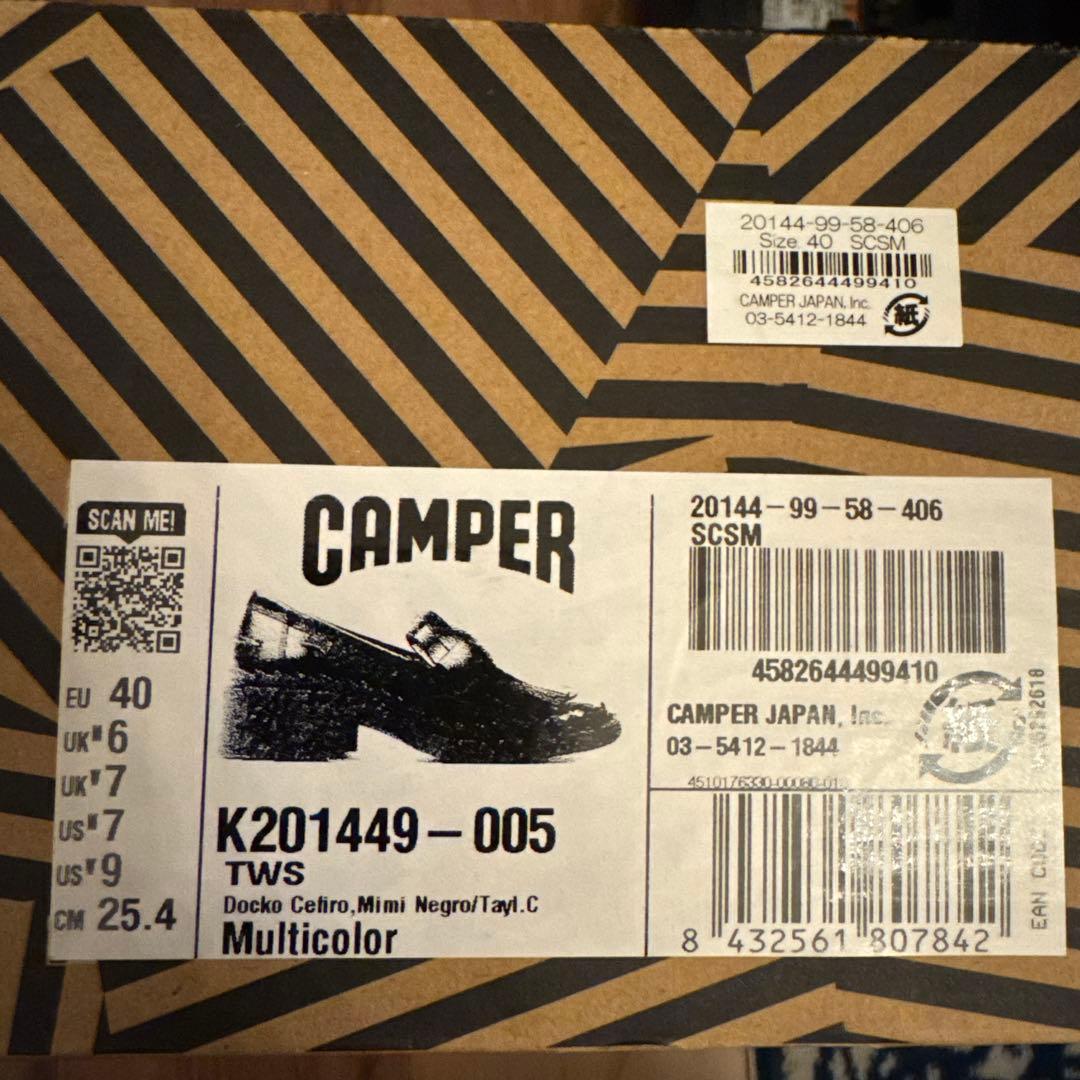 20144-99-58-406
Size 40 SCSM
4582644499410
CAMPER JAPAN, Inc.
03-5412-1844
紙
SCAN ME!
EU 40
UK M 6
UK W 7
US M 7
US W 9
CM 25.4
CAMPER
K201449-005
TWS
Docko Cefiro,Mimi Negro/Tayl.C
Multicolor
20144-99-58-406
SCSM
4582644499410
CAMPER JAPAN, Inc.
03-5412-1844
紙
8 432561 807842
EAN